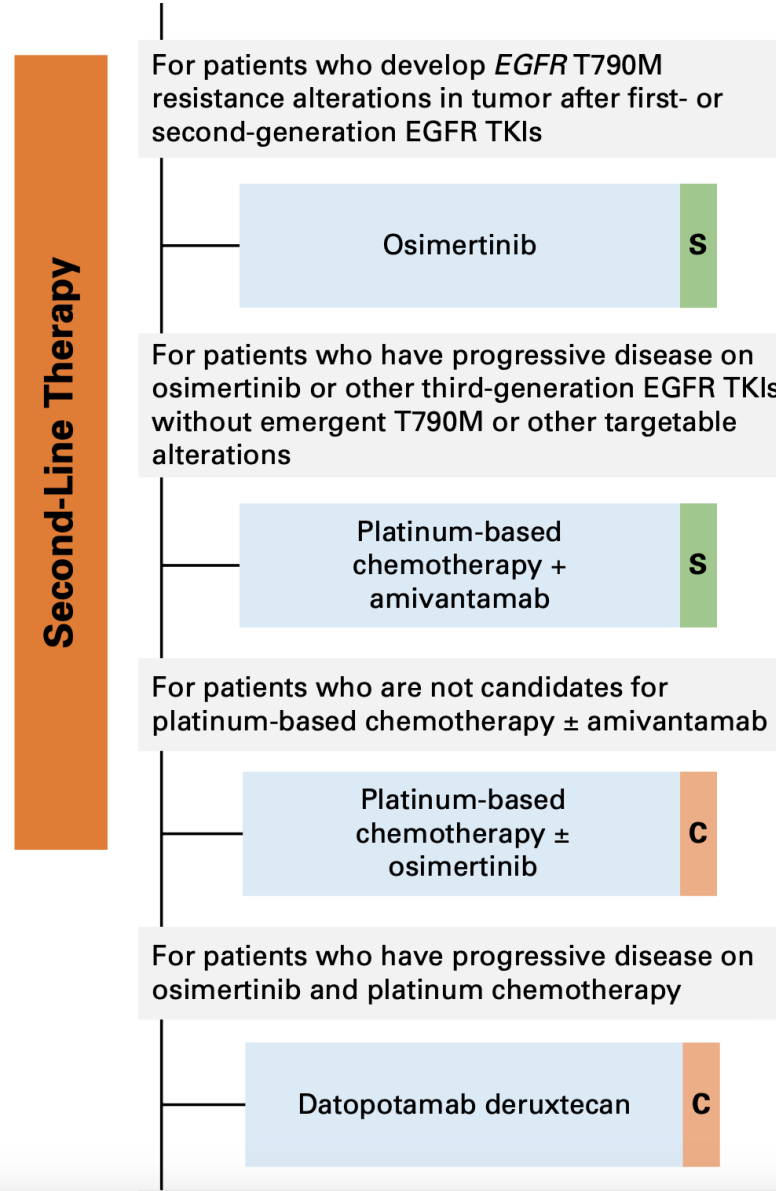 Second-Line Therapy
For patients who develop EGFR T790M
resistance alterations in tumor after first- or
second-generation EGFR TKIs
Osimertinib
S
For patients who have progressive disease on
osimertinib or other third-generation EGFR TKIs
without emergent T790M or other targetable
alterations
Platinum-based
chemotherapy +
amivantamab
S
For patients who are not candidates for
platinum-based chemotherapy ± amivantamab
Platinum-based
chemotherapy ±
osimertinib
C
For patients who have progressive disease on
osimertinib and platinum chemotherapy
Datopotamab deruxtecan
C